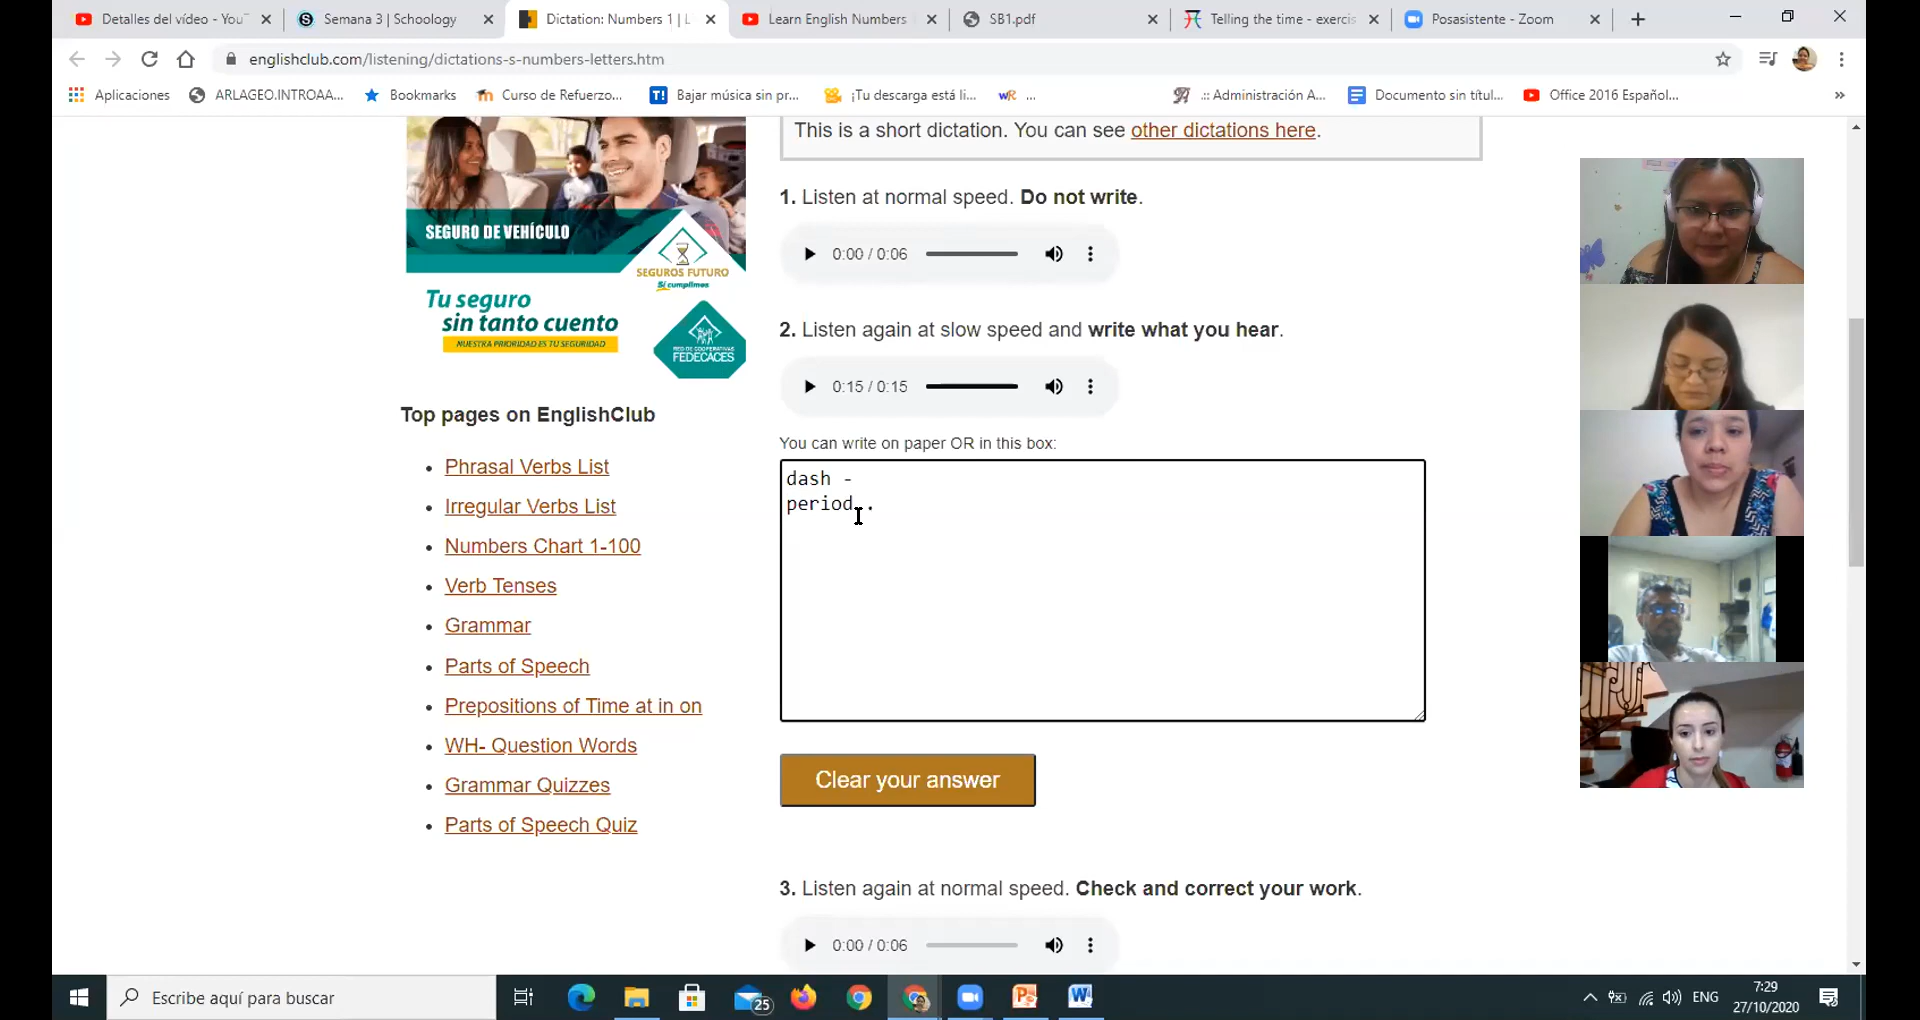 Detalles del vídeo - YouT
Semana 3 | Schoology
Dictation: Numbers 1 | L
Learn English Numbers
SB1.pdf
Telling the time - exercis
Posasistente - Zoom
englishclub.com/listening/dictations-s-numbers-letters.htm
Aplicaciones
ARLAGEO.INTROAA...
Bookmarks
Curso de Refuerzo...
Bajar música sin pr...
¡Tu descarga está li...
...
.:: Administración A...
Documento sin títul...
Office 2016 Español...
»
SEGURO DE VEHÍCULO
SEGUROS FUTURO
Sí cumplimos
Tu seguro
sin tanto cuento
NUESTRA PRIORIDAD ES TU SEGURIDAD
RED DE COOPERATIVAS
FEDECACES
Top pages on EnglishClub
• Phrasal Verbs List
• Irregular Verbs List
• Numbers Chart 1-100
• Verb Tenses
• Grammar
• Parts of Speech
• Prepositions of Time at in on
• WH- Question Words
• Grammar Quizzes
• Parts of Speech Quiz
This is a short dictation. You can see other dictations here.
1. Listen at normal speed. Do not write.
0:00 / 0:06
2. Listen again at slow speed and write what you hear.
0:15 / 0:15
You can write on paper OR in this box:
dash -
period .
Clear your answer
3. Listen again at normal speed. Check and correct your work.
0:00 / 0:06
Escribe aquí para buscar
25
ENG
7:29
27/10/2020